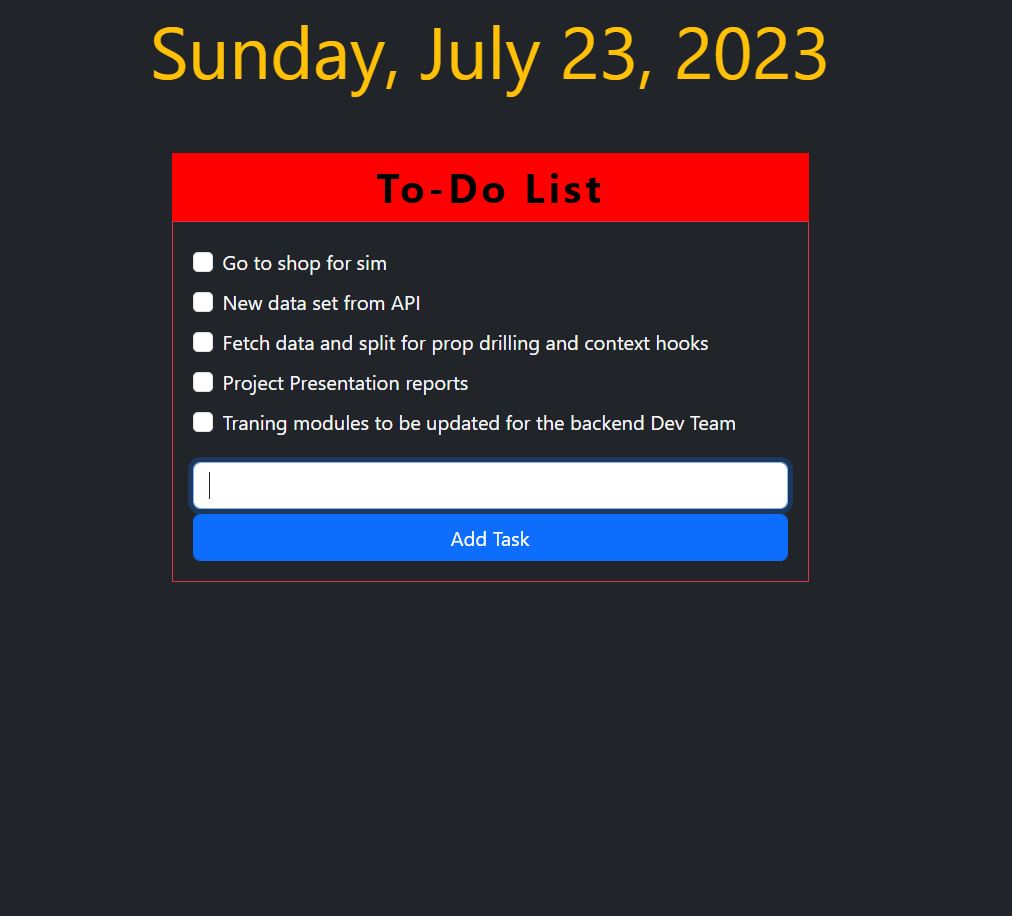 Sunday, July 23, 2023
To-Do List
Go to shop for sim
New data set from API
Fetch data and split for prop drilling and context hooks
Project Presentation reports
Traning modules to be updated for the backend Dev Team
Add Task